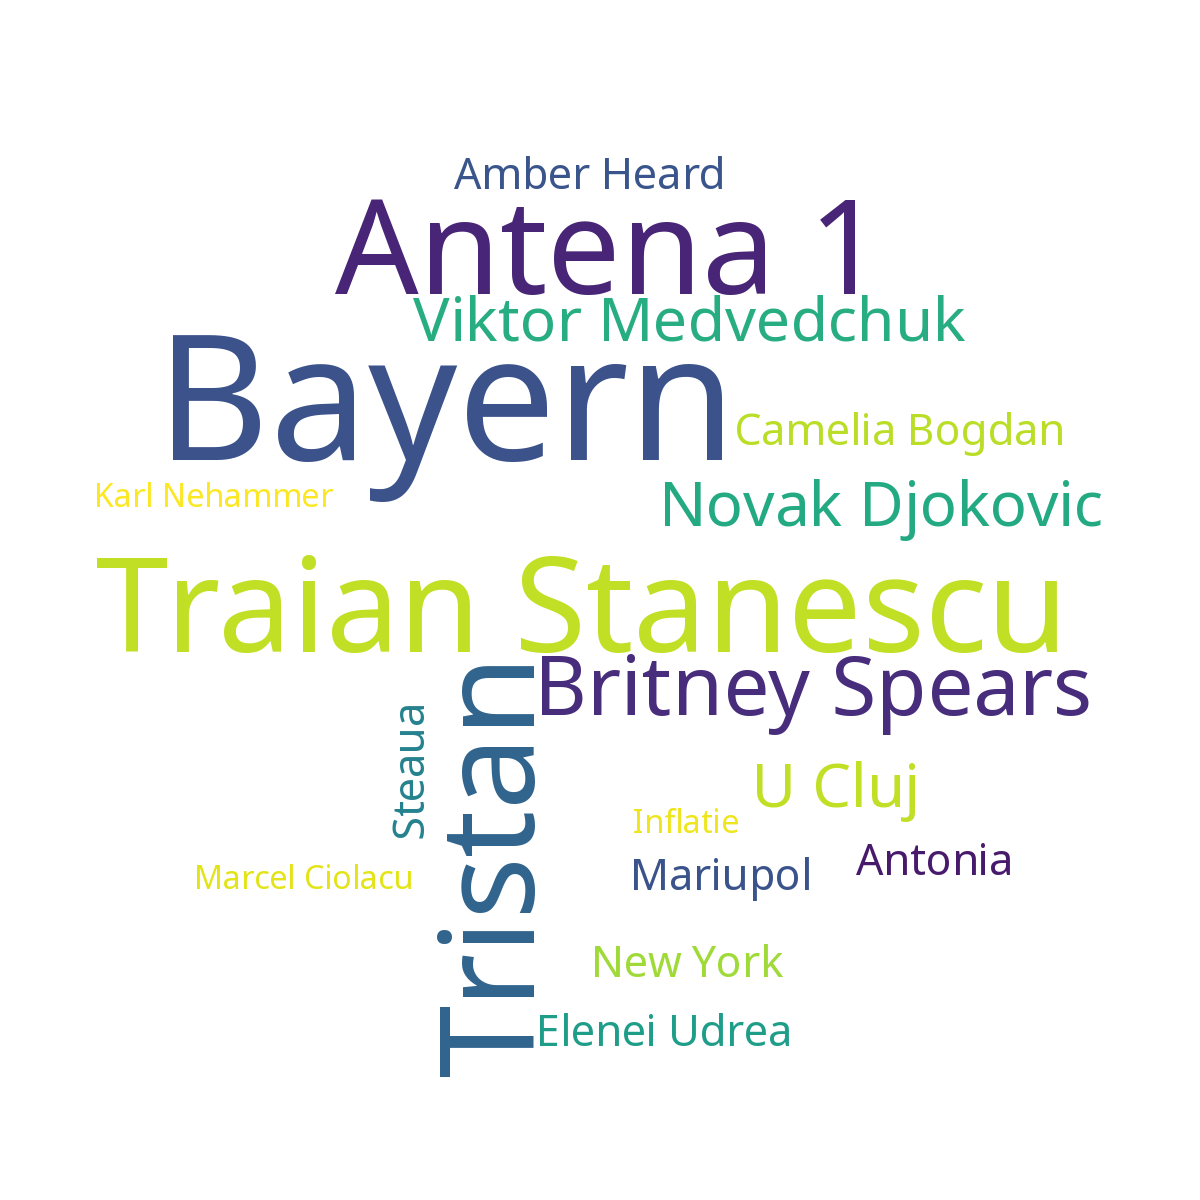 Amber Heard
Antena 1
Viktor Medvedchuk
Bayern
Camelia Bogdan
Karl Nehammer
Novak Djokovic
Traian Stanescu
Britney Spears
Tristan
Steaua
U Cluj
Inflatie
Antonia
Mariupol
Marcel Ciolacu
New York
Elenei Udrea